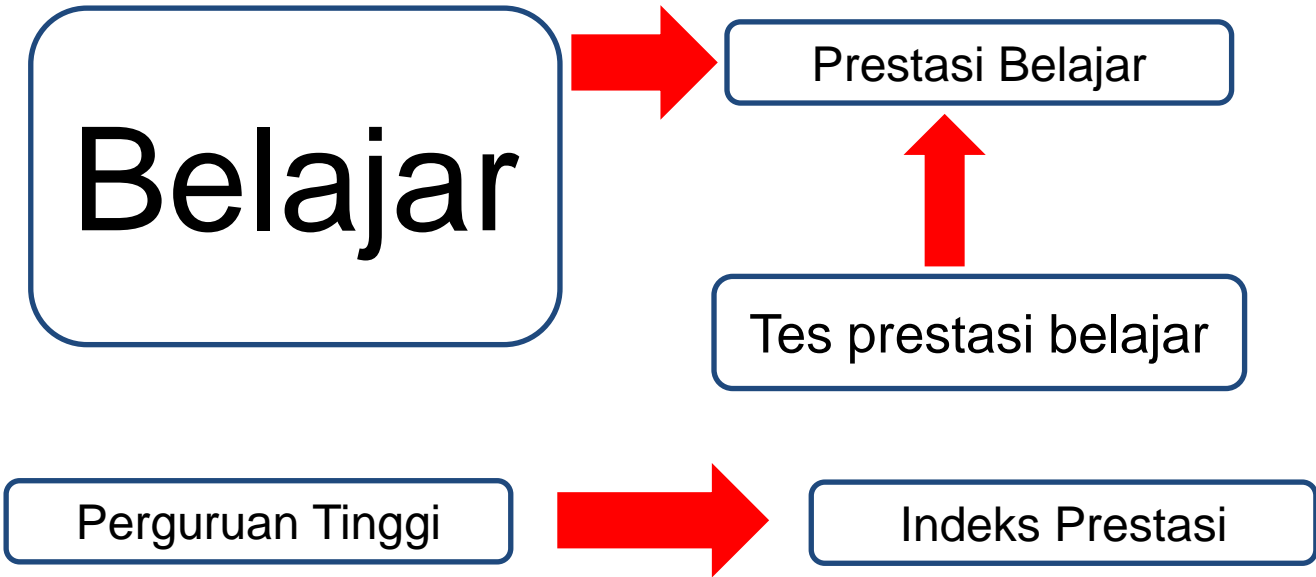 Belajar
Prestasi Belajar
Tes prestasi belajar
Perguruan Tinggi
Indeks Prestasi